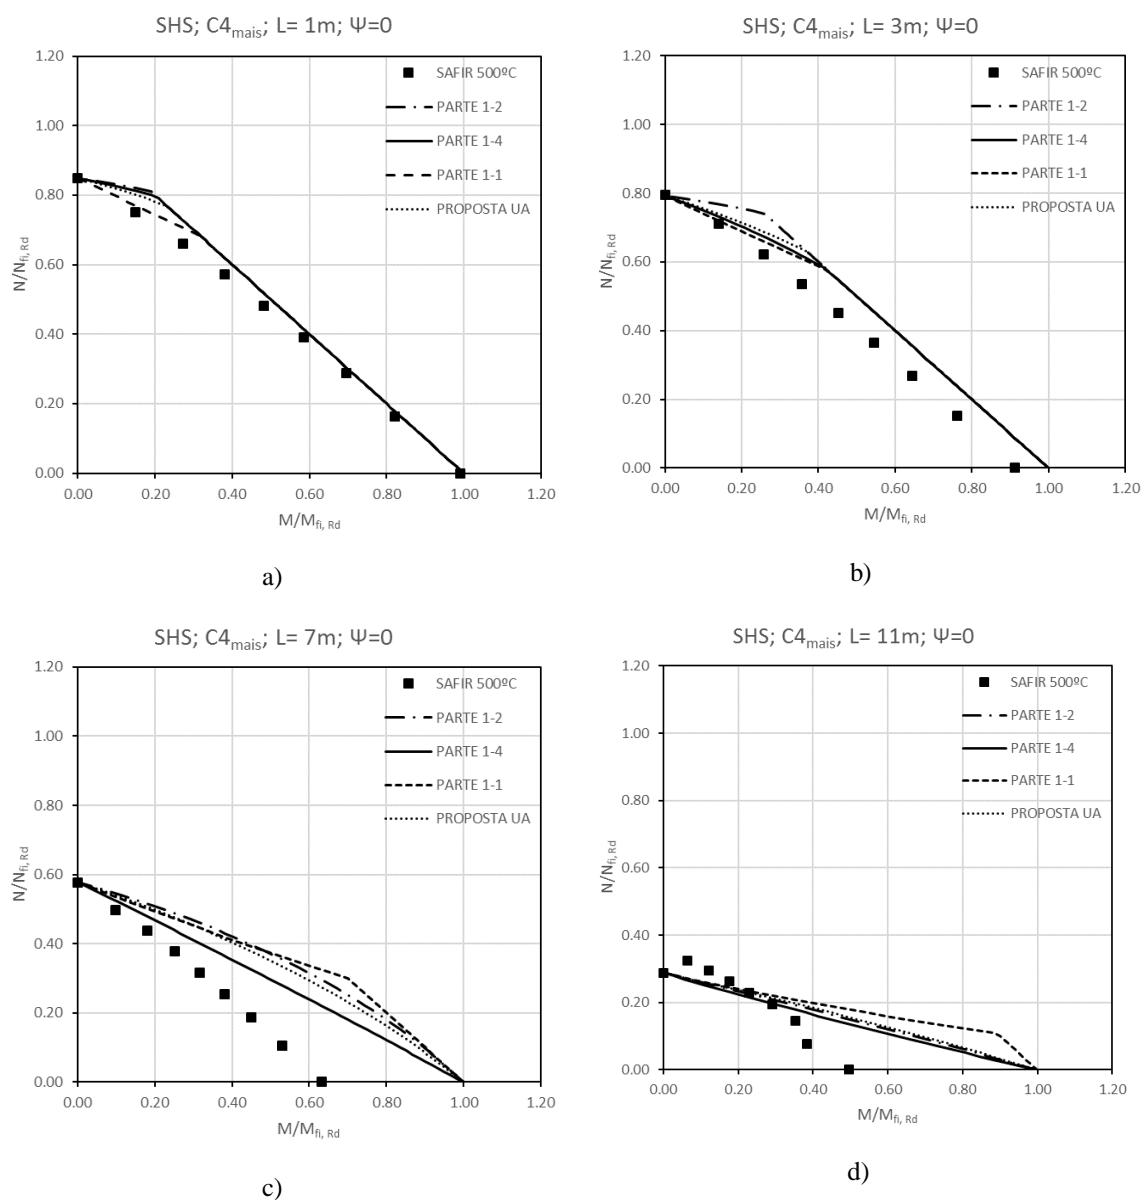 SHS; C4mais; L= 1m; Ψ=0
1.20
1.00
0.80
0.60
0.40
0.20
0.00
N/Nfi,Rd
SAFIR 500ºC
PARTE 1-2
PARTE 1-4
PARTE 1-1
PROPOSTA UA
0.00 0.20 0.40 0.60 0.80 1.00 1.20
M/Mfi, Rd
a)
SHS; C4mais; L= 3m; Ψ=0
1.20
1.00
0.80
0.60
0.40
0.20
0.00
N/Nfi,Rd
SAFIR 500ºC
PARTE 1-2
PARTE 1-4
PARTE 1-1
PROPOSTA UA
0.00 0.20 0.40 0.60 0.80 1.00 1.20
M/Mfi, Rd
b)
SHS; C4mais; L= 7m; Ψ=0
1.20
1.00
0.80
0.60
0.40
0.20
0.00
N/Nfi,Rd
SAFIR 500ºC
PARTE 1-2
PARTE 1-4
PARTE 1-1
PROPOSTA UA
0.00 0.20 0.40 0.60 0.80 1.00 1.20
M/Mfi, Rd
c)
SHS; C4mais; L= 11m; Ψ=0
1.20
1.00
0.80
0.60
0.40
0.20
0.00
N/Nfi,Rd
SAFIR 500ºC
PARTE 1-2
PARTE 1-4
PARTE 1-1
PROPOSTA UA
0.00 0.20 0.40 0.60 0.80 1.00 1.20
M/Mfi, Rd
d)